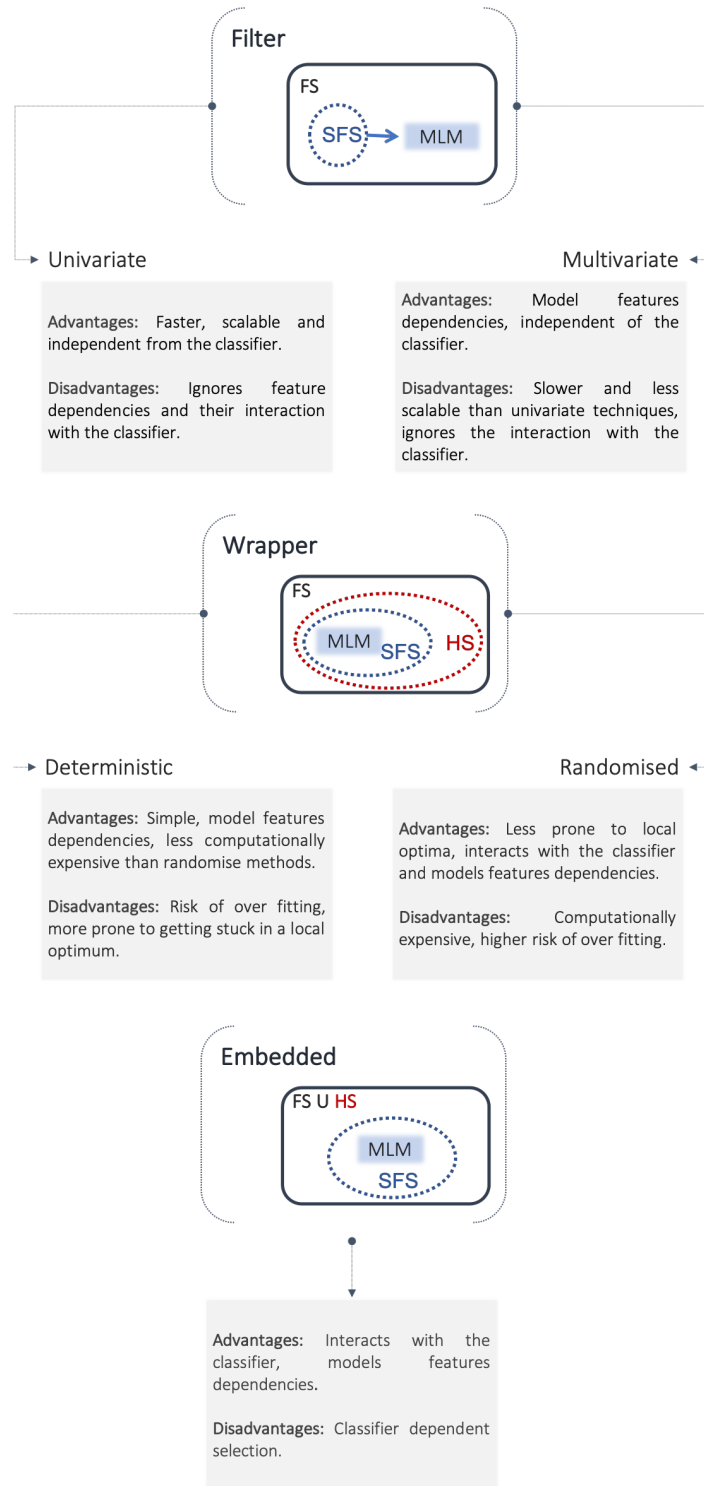 Filter
FS
SFS
MLM
Univariate
Advantages: Faster, scalable and
independent from the classifier.
Disadvantages: Ignores feature
dependencies and their interaction
with the classifier.
Multivariate
Advantages: Model features
dependencies, independent of the
classifier.
Disadvantages: Slower and less
scalable than univariate techniques,
ignores the interaction with the
classifier.
Wrapper
FS
MLM
SFS
HS
Deterministic
Advantages: Simple, model features
dependencies, less computationally
expensive than randomise methods.
Disadvantages: Risk of over fitting,
more prone to getting stuck in a local
optimum.
Randomised
Advantages: Less prone to local
optima, interacts with the classifier
and models features dependencies.
Disadvantages: Computationally
expensive, higher risk of over fitting.
Embedded
FS U HS
MLM
SFS
Advantages: Interacts with the
classifier, models features
dependencies.
Disadvantages: Classifier dependent
selection.